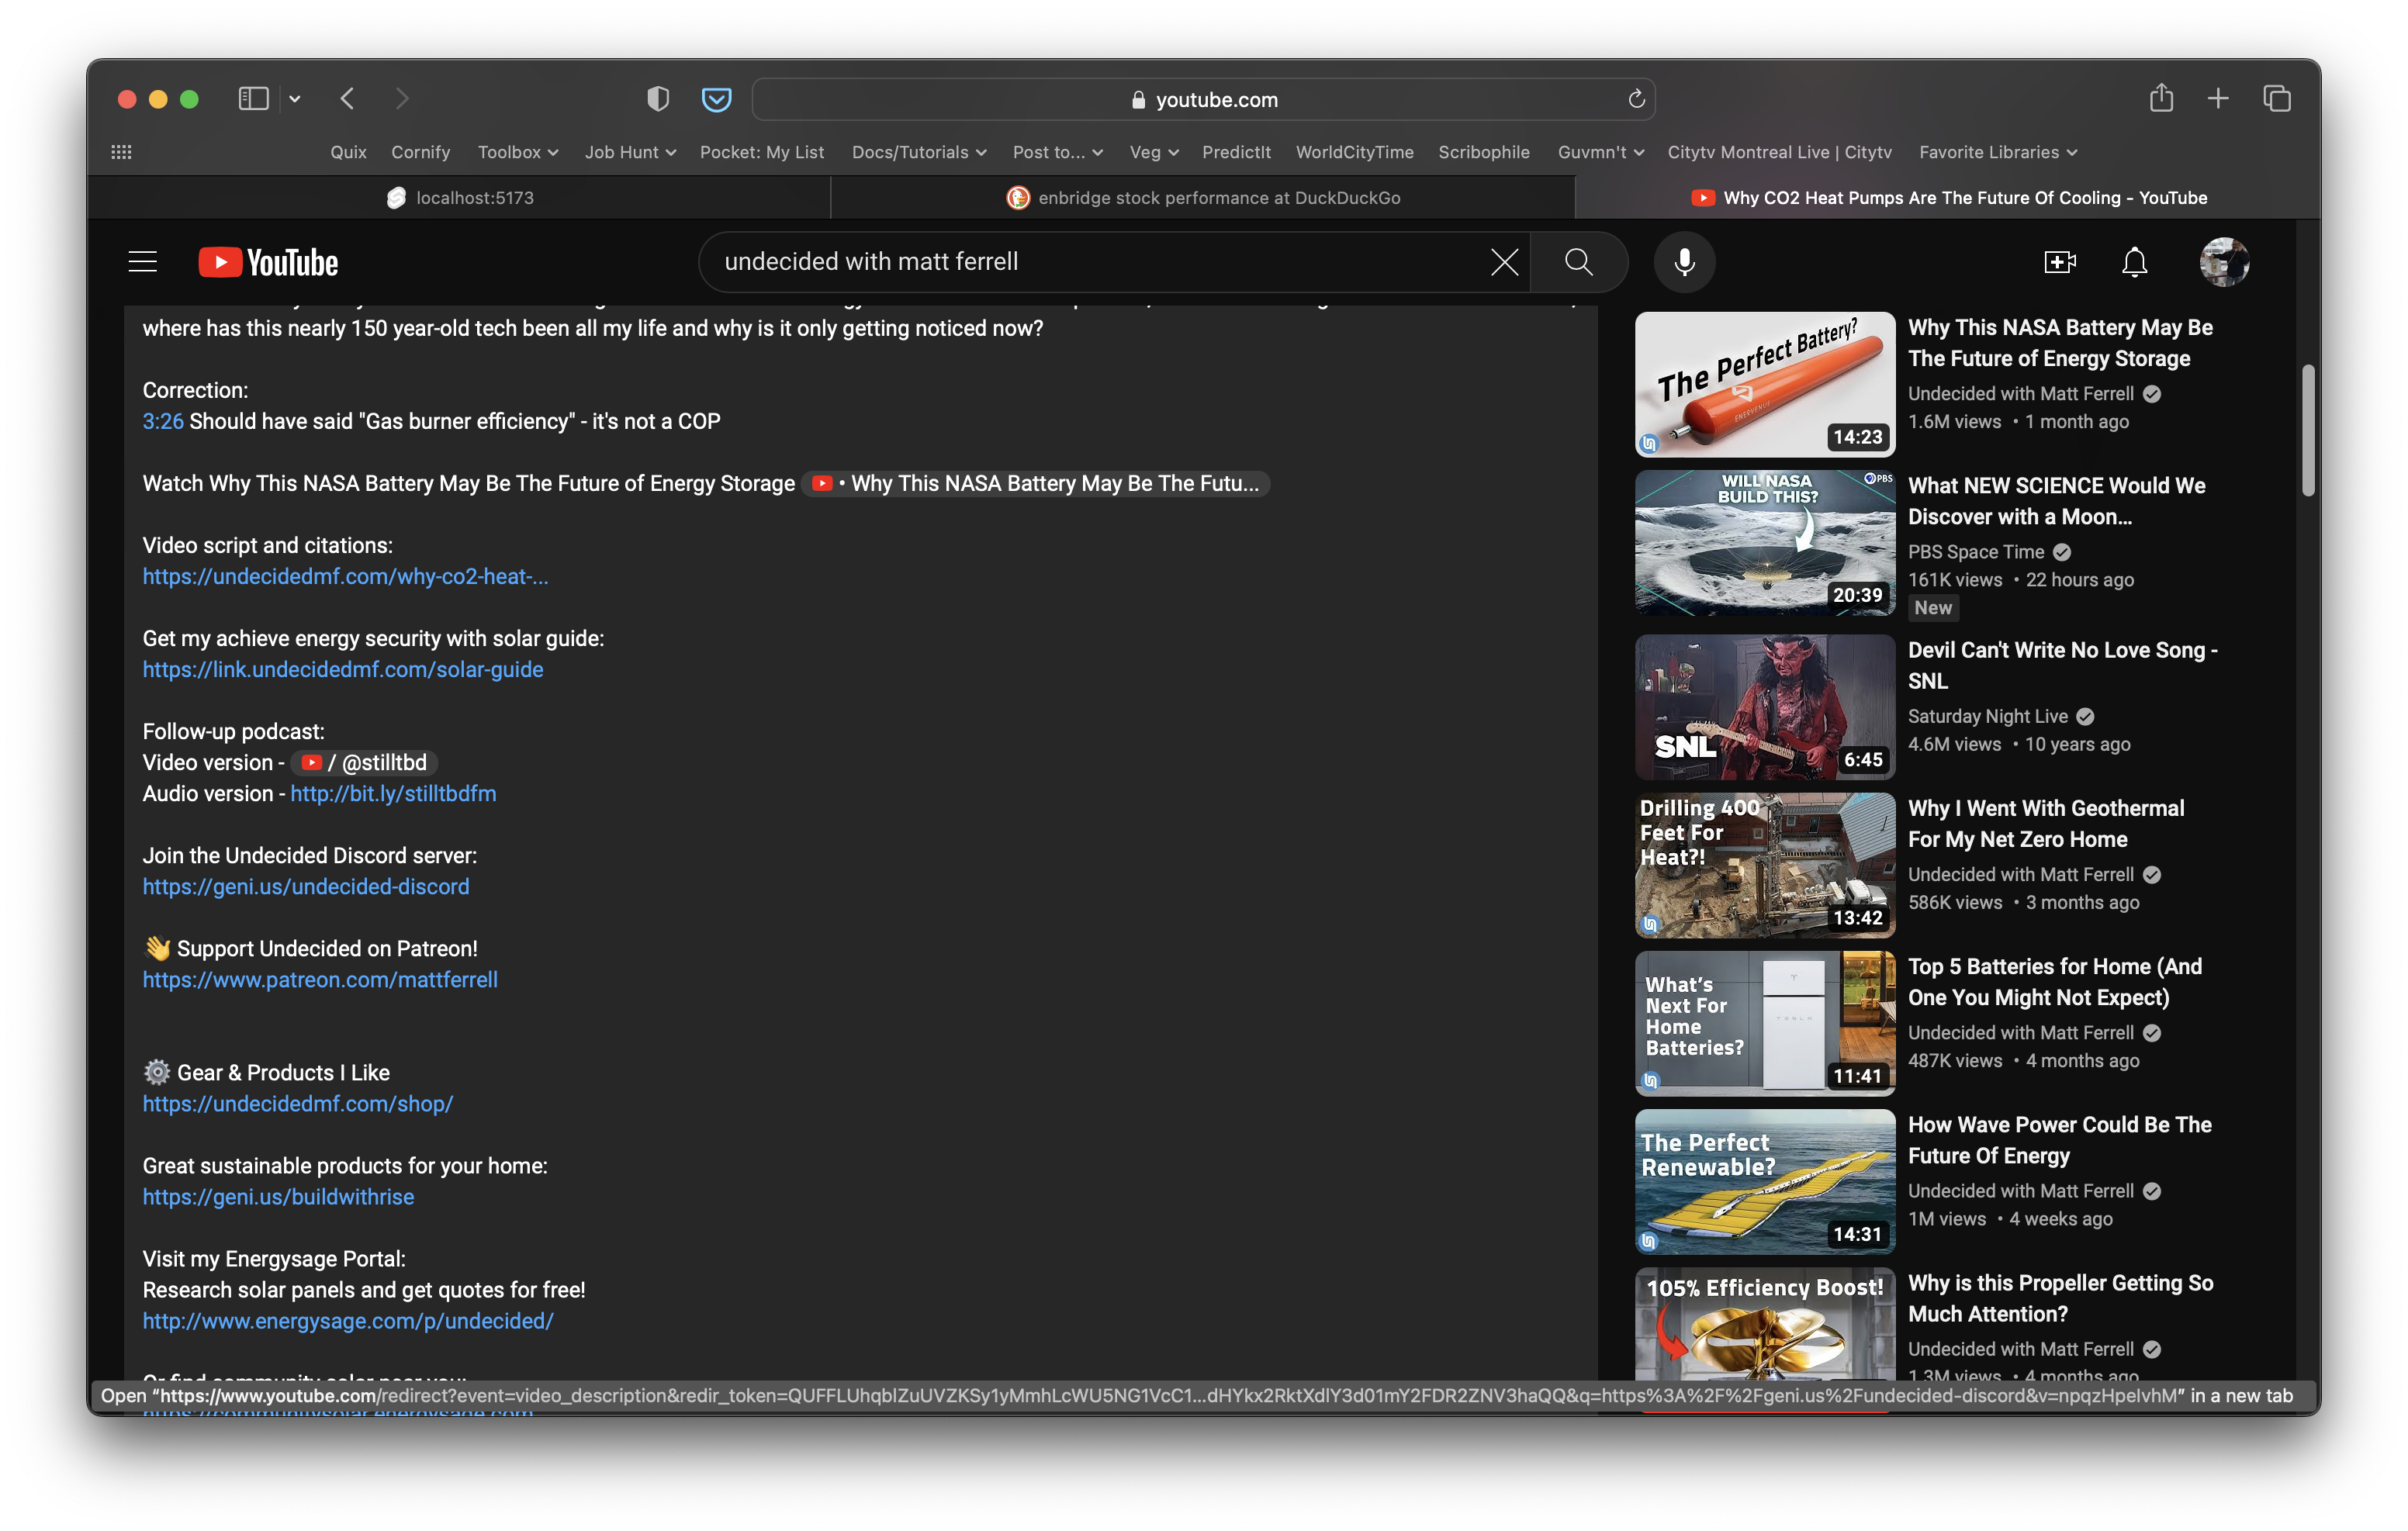 youtube.com
Quix Cornify Toolbox Job Hunt Pocket: My List Docs/Tutorials Post to... Veg PredictIt WorldCityTime Scribophile Guvmn't Citytv Montreal Live | Citytv Favorite Libraries
localhost:5173
enbridge stock performance at DuckDuckGo
Why CO2 Heat Pumps Are The Future Of Cooling - YouTube
YouTube
undecided with matt ferrell
where has this nearly 150 year-old tech been all my life and why is it only getting noticed now?
Correction:
3:26 Should have said "Gas burner efficiency" - it's not a COP
Watch Why This NASA Battery May Be The Future of Energy Storage • Why This NASA Battery May Be The Futu...
Video script and citations:
https://undecidedmf.com/why-co2-heat-...
Get my achieve energy security with solar guide:
https://link.undecidedmf.com/solar-guide
Follow-up podcast:
Video version - / @stilltbd
Audio version - http://bit.ly/stilltbdfm
Join the Undecided Discord server:
https://geni.us/undecided-discord
👋 Support Undecided on Patreon!
https://www.patreon.com/mattferrell
⚙️ Gear & Products I Like
https://undecidedmf.com/shop/
Great sustainable products for your home:
https://geni.us/buildwithrise
Visit my Energysage Portal:
Research solar panels and get quotes for free!
http://www.energysage.com/p/undecided/
Or find community solar near you:
https://communitysolar.energysage.com
Open "https://www.youtube.com/redirect?event=video_description&redir_token=QUFFLUhqblZuUVZKSy1yMmhLcWU5NG1VcC1...dHYkx2RktXdlY3d01mY2FDR2ZNV3haQQ&q=https%3A%2F%2Fgeni.us%2Fundecided-discord&v=npqzHpeIvhM" in a new tab
The Perfect Battery?
ENERVENUE
14:23
Why This NASA Battery May Be
The Future of Energy Storage
Undecided with Matt Ferrell
1.6M views • 1 month ago
WILL NASA
BUILD THIS?
PBS
20:39
What NEW SCIENCE Would We
Discover with a Moon...
PBS Space Time
161K views • 22 hours ago
New
SNL
6:45
Devil Can't Write No Love Song -
SNL
Saturday Night Live
4.6M views • 10 years ago
Drilling 400
Feet For
Heat?!
13:42
Why I Went With Geothermal
For My Net Zero Home
Undecided with Matt Ferrell
586K views • 3 months ago
What's
Next For
Home
Batteries?
TESLA
11:41
Top 5 Batteries for Home (And
One You Might Not Expect)
Undecided with Matt Ferrell
487K views • 4 months ago
The Perfect
Renewable?
14:31
How Wave Power Could Be The
Future Of Energy
Undecided with Matt Ferrell
1M views • 4 weeks ago
105% Efficiency Boost!
Why is this Propeller Getting So
Much Attention?
Undecided with Matt Ferrell
1.3M views • 4 months ago